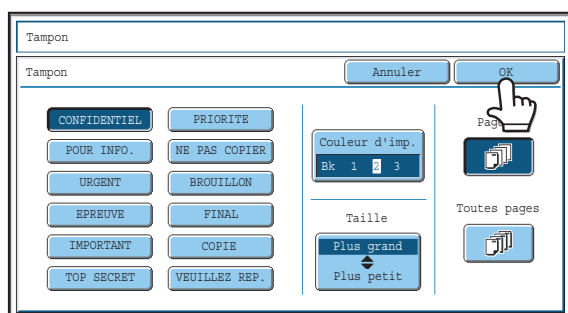 Tampon
Tampon
Annuler
OK
CONFIDENTIEL
PRIORITE
POUR INFO.
NE PAS COPIER
URGENT
BROUILLON
EPREUVE
FINAL
IMPORTANT
COPIE
TOP SECRET
VEUILLEZ REP.
Couleur d'imp.
Bk 1 2 3
Taille
Plus grand
Plus petit
Toutes pages